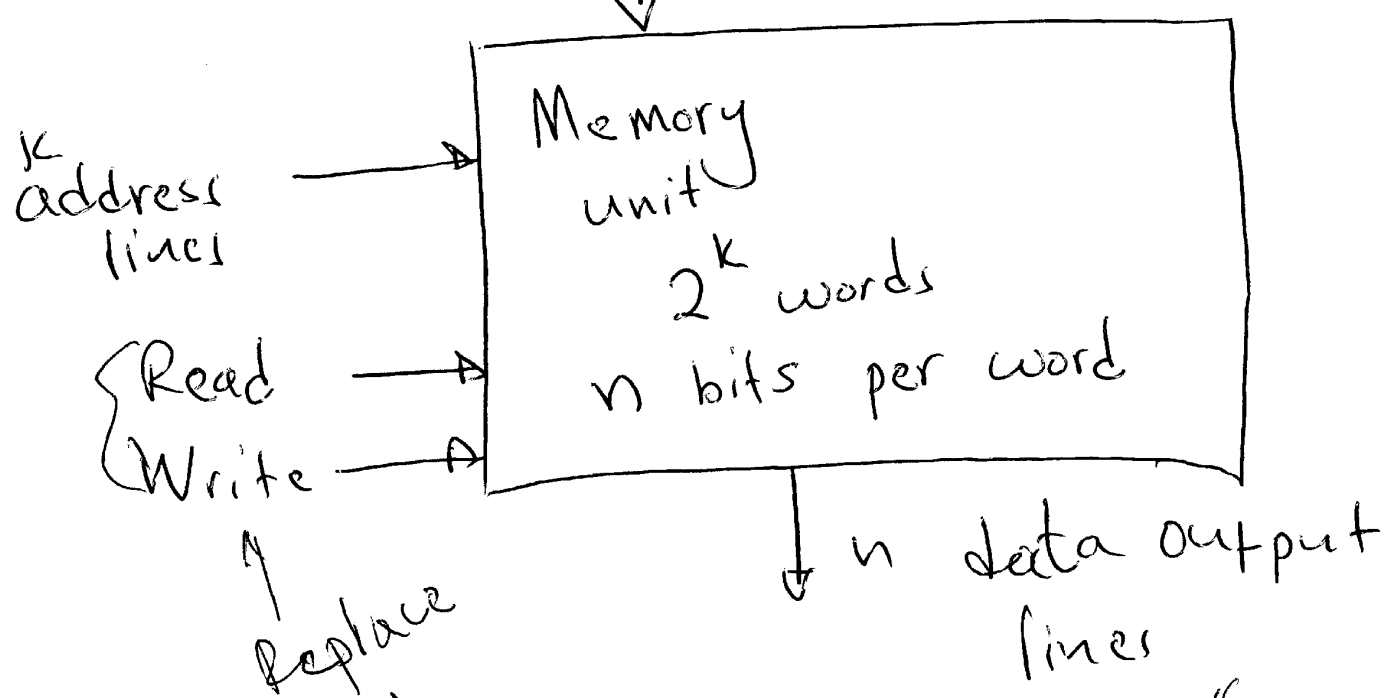 Memory
unit
2^k words
n bits per word
k
address
lines
Read
Write
Replace
n data output
lines